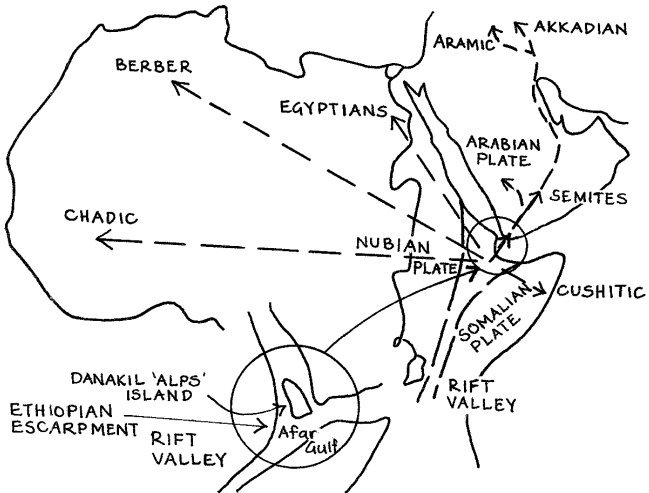 AKKADIAN
ARAMIC
BERBER
EGYPTIANS
ARABIAN
PLATE
SEMITES
CHADIC
NUBIAN
PLATE
CUSHITIC
SOMALIAN
PLATE
RIFT
VALLEY
DANAKIL 'ALPS'
ISLAND
ETHIOPIAN
ESCARPMENT
RIFT
VALLEY
Afar
Gulf